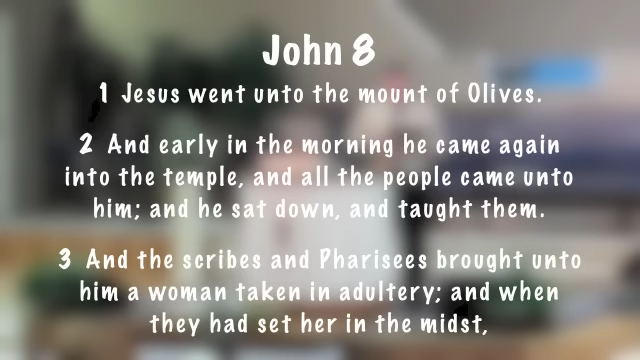 John 8
1 Jesus went unto the mount of Olives.
2 And early in the morning he came again
into the temple, and all the people came unto
him; and he sat down, and taught them.
3 And the scribes and Pharisees brought unto
him a woman taken in adultery; and when
they had set her in the midst,